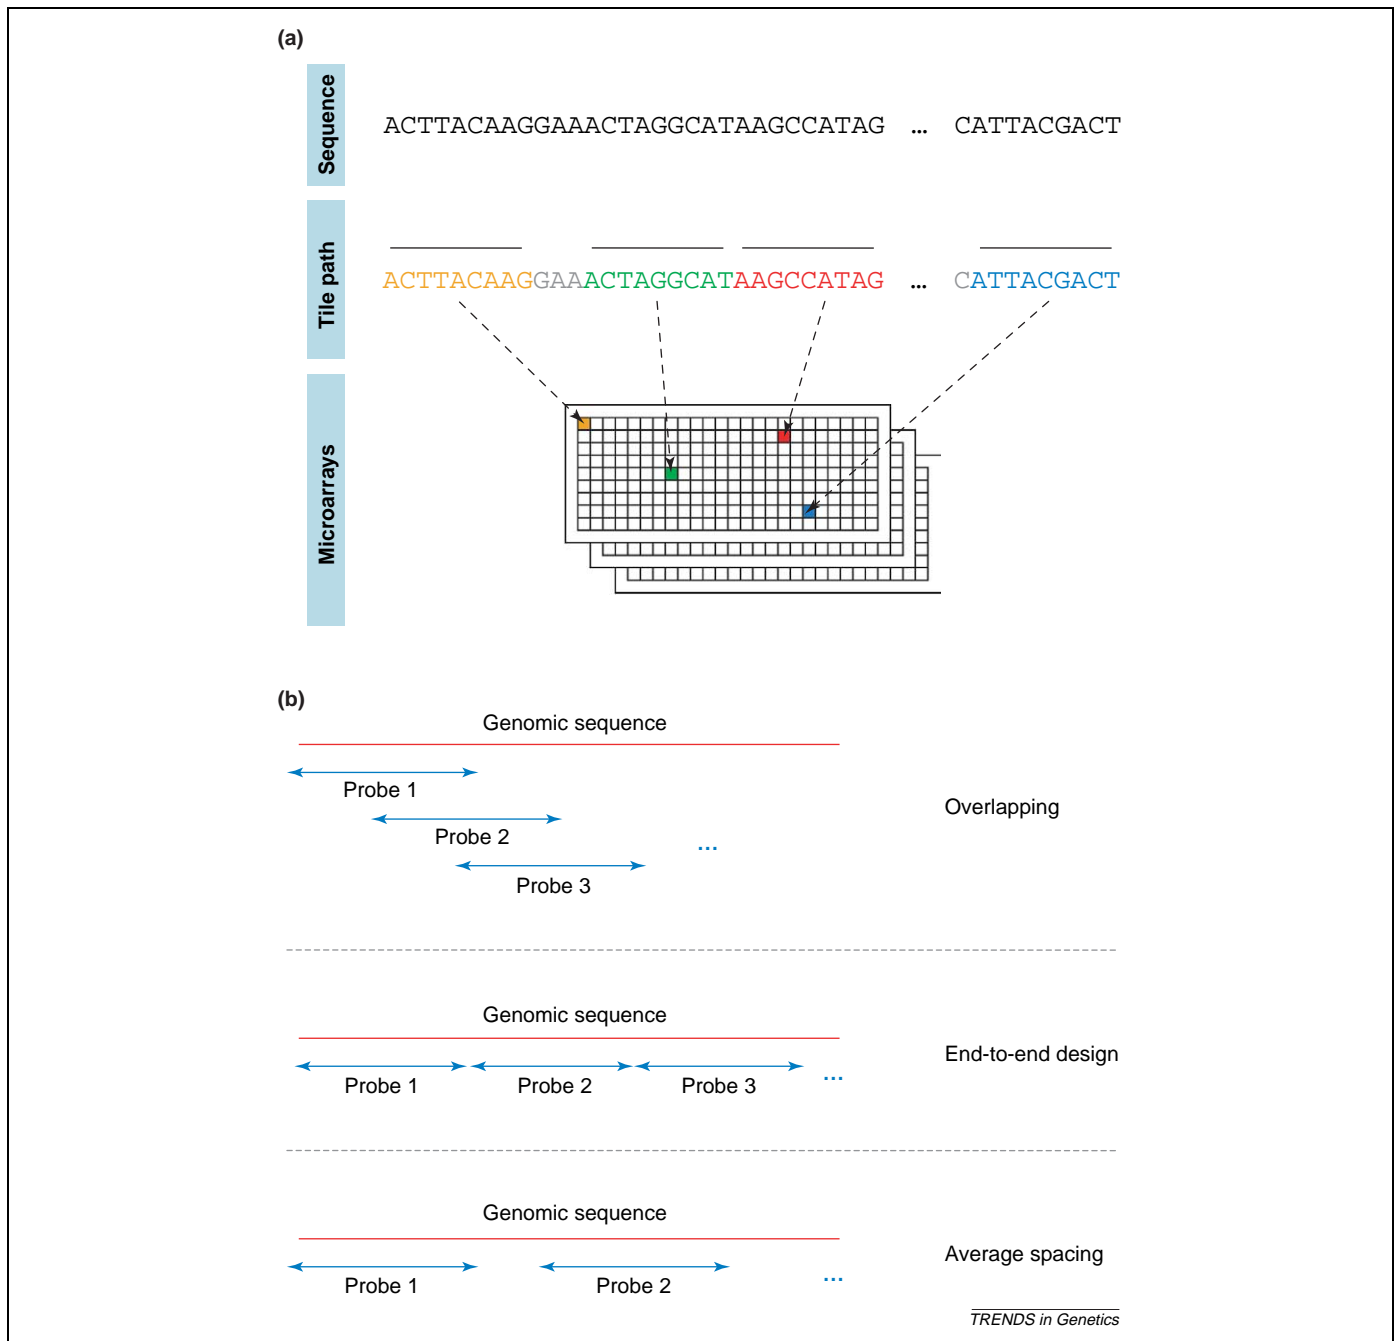 (a)
Sequence
ACTTACAAGGAAACTAGGCATAAGCCATAG ... CATTACGACT
Tile path
ACTTACAAGGAAACTAGGCATAAGCCATAG ... CATTACGACT
Microarrays
(b)
Genomic sequence
Probe 1
Overlapping
Probe 2
...
Probe 3
Genomic sequence
End-to-end design
Probe 1 Probe 2 Probe 3 ...
Genomic sequence
Average spacing
Probe 1 Probe 2 ...
TRENDS in Genetics